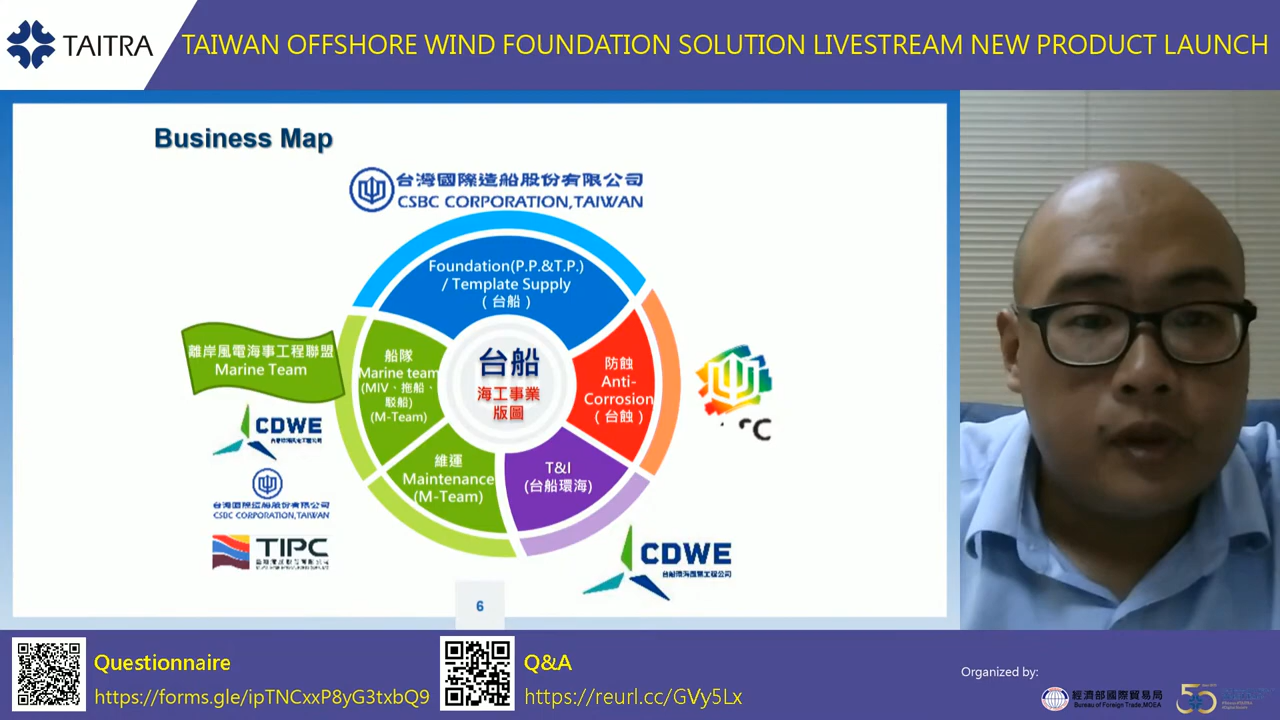 TAITRA
TAIWAN OFFSHORE WIND FOUNDATION SOLUTION LIVESTREAM NEW PRODUCT LAUNCH
Business Map
台灣國際造船股份有限公司
CSBC CORPORATION,TAIWAN
Foundation(P.P.&T.P.)
/ Template Supply
(台船)
離岸風電海事工程聯盟
Marine Team
船隊
Marine team
(MIV、拖船、
駁船)
(M-Team)
台船
海工事業
版圖
防蝕
Anti-
Corrosion
(台蝕)
CDWE
台灣國際造船股份有限公司
CSBC CORPORATION,TAIWAN
TIPC
維運
Maintenance
(M-Team)
T&I
(台船環海)
CDWE
台船環海風電工程公司
6
Questionnaire
https://forms.gle/ipTNCxxP8yG3txbQ9
Q&A
https://reurl.cc/GVy5Lx
Organized by:
經濟部國際貿易局
Bureau of Foreign Trade,MOEA